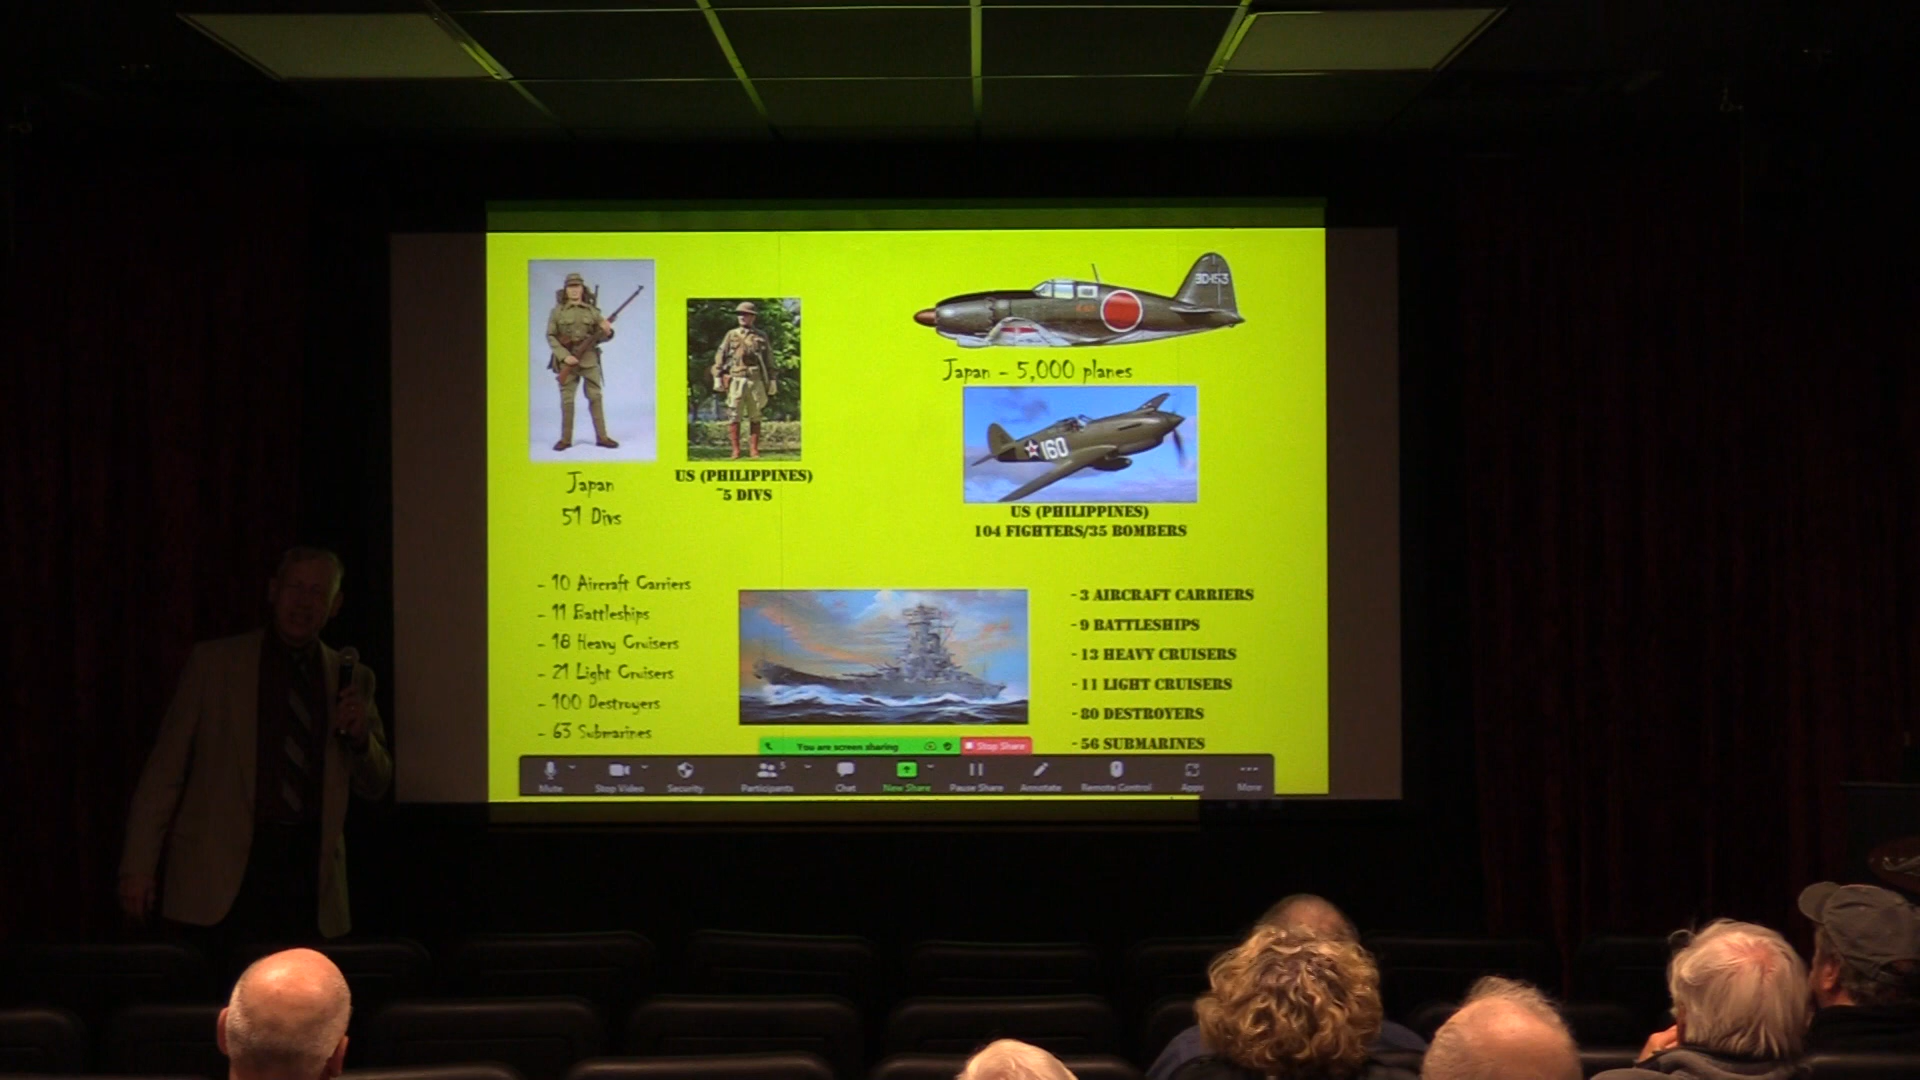 3D-153
Japan - 5,000 planes
160
Japan
51 Divs
US (PHILIPPINES)
~5 DIVS
US (PHILIPPINES)
104 FIGHTERS/35 BOMBERS
- 10 Aircraft Carriers
- 11 Battleships
- 18 Heavy Cruisers
- 21 Light Cruisers
- 100 Destroyers
- 63 Submarines
- 3 AIRCRAFT CARRIERS
- 9 BATTLESHIPS
- 13 HEAVY CRUISERS
- 11 LIGHT CRUISERS
- 80 DESTROYERS
- 56 SUBMARINES
You are screen sharing
Stop Share
Mute
Stop Video
Security
Participants
5
Chat
New Share
Pause Share
Annotate
Remote Control
Apps
More